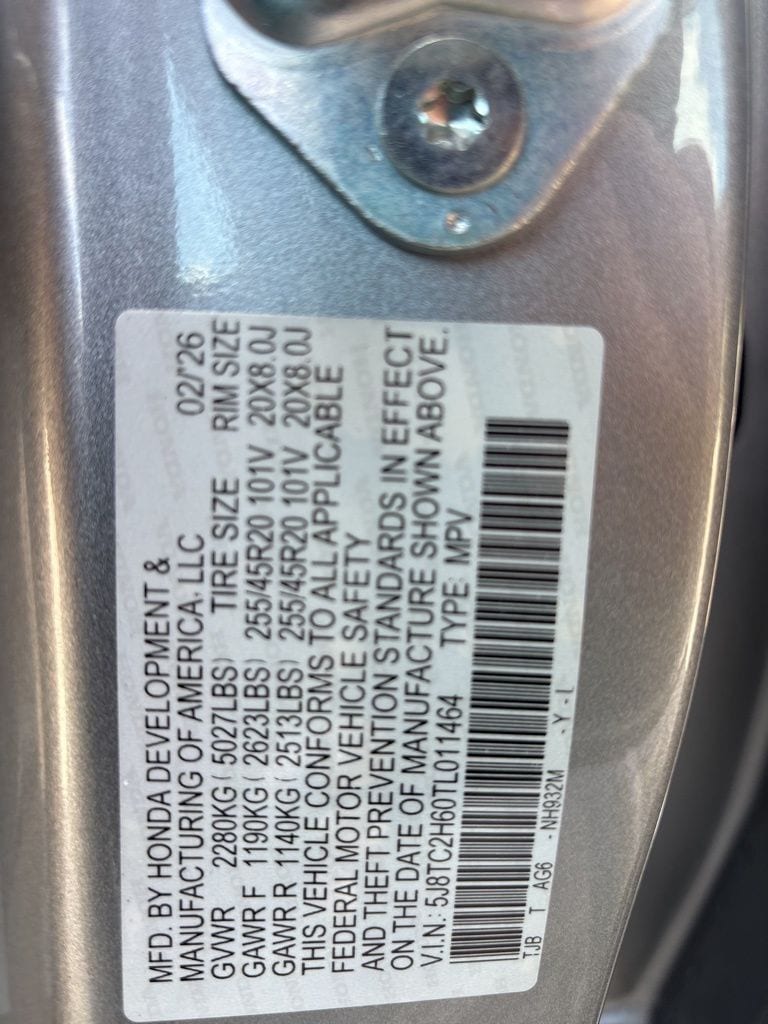 MFD. BY HONDA DEVELOPMENT &
MANUFACTURING OF AMERICA, LLC 02/'26
GVWR 2280KG ( 5027LBS) TIRE SIZE RIM SIZE
GAWR F 1190KG ( 2623LBS) 255/45R20 101V 20X8.0J
GAWR R 1140KG ( 2513LBS) 255/45R20 101V 20X8.0J
THIS VEHICLE CONFORMS TO ALL APPLICABLE
FEDERAL MOTOR VEHICLE SAFETY
AND THEFT PREVENTION STANDARDS IN EFFECT
ON THE DATE OF MANUFACTURE SHOWN ABOVE.
V.I.N.: 5J8TC2H60TL011464 TYPE: MPV
TJB T AG6 -NH932M -Y-L